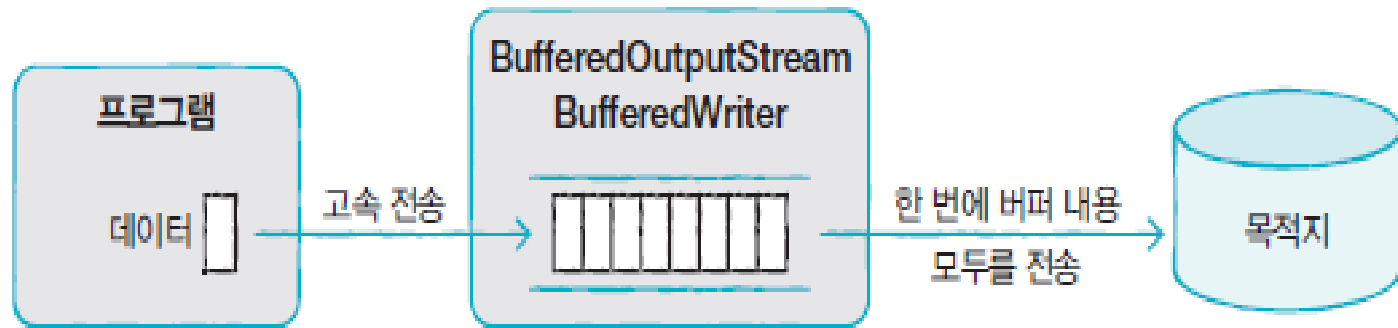 프로그램
데이터
고속 전송
BufferedOutputStream
BufferedWriter
한 번에 버퍼 내용
모두를 전송
목적지